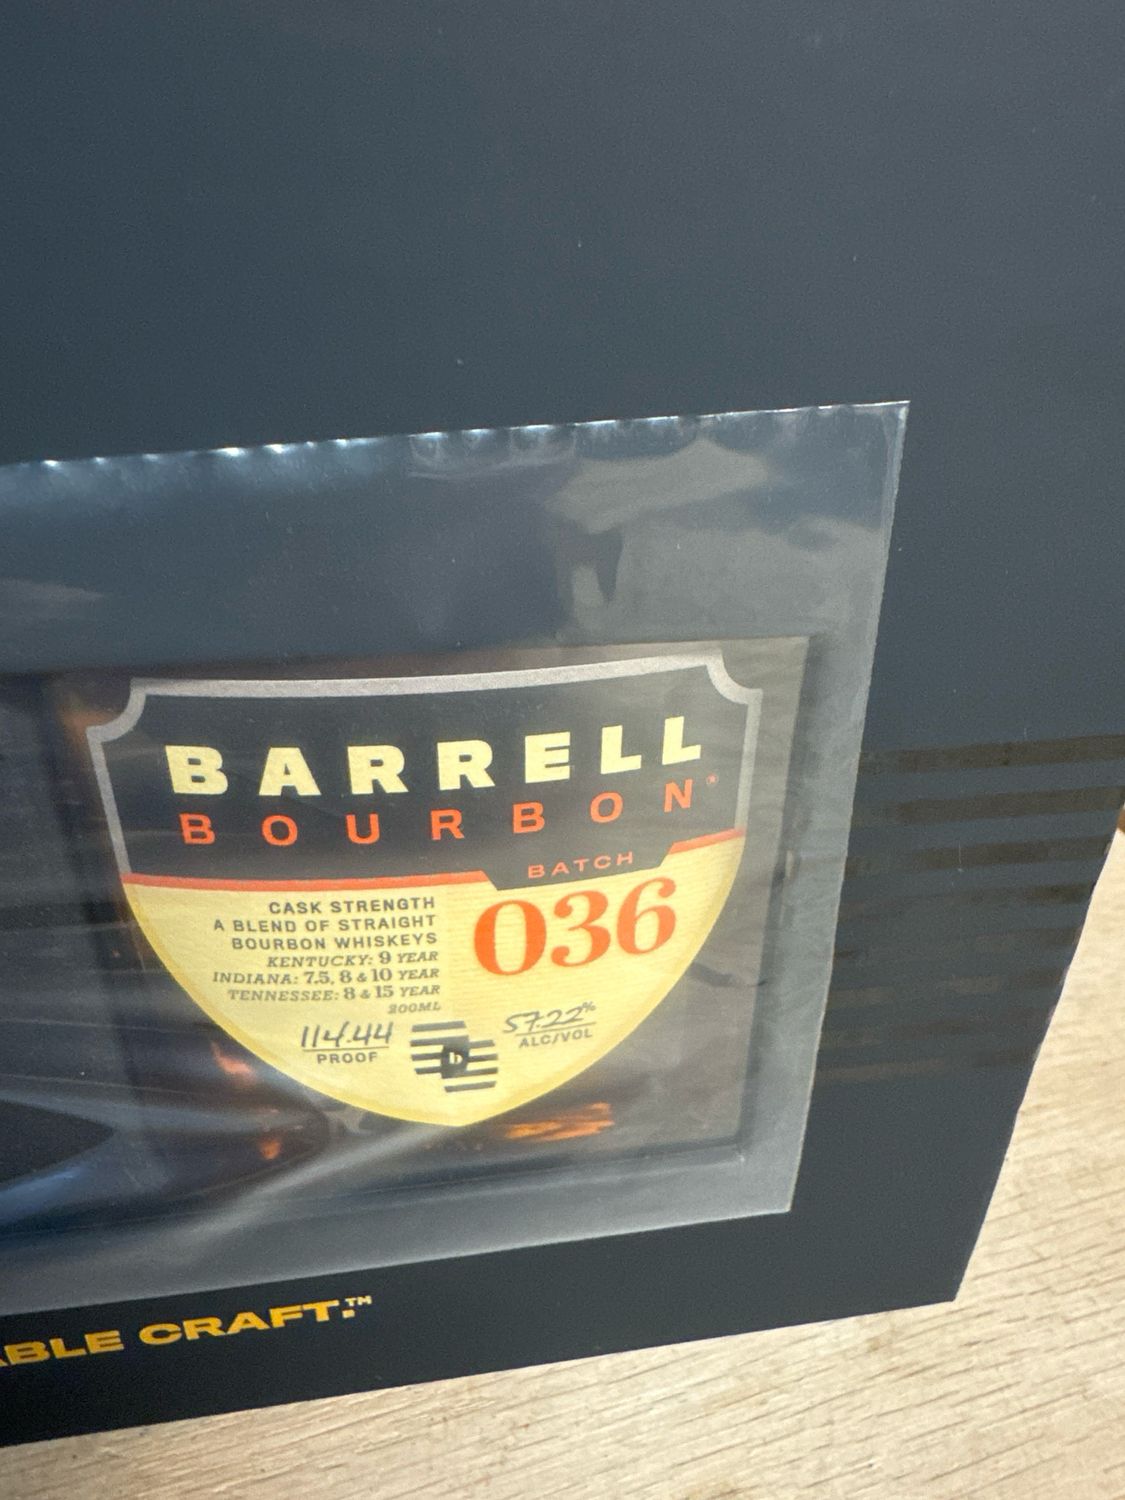 BARRELL
BOURBON®
BATCH
036
CASK STRENGTH
A BLEND OF STRAIGHT
BOURBON WHISKEYS
KENTUCKY: 9 YEAR
INDIANA: 7.5, 8 & 10 YEAR
TENNESSEE: 8 & 15 YEAR
200ML
114.44
PROOF
b
57.22%
ALC/VOL
ABLE CRAFT.™